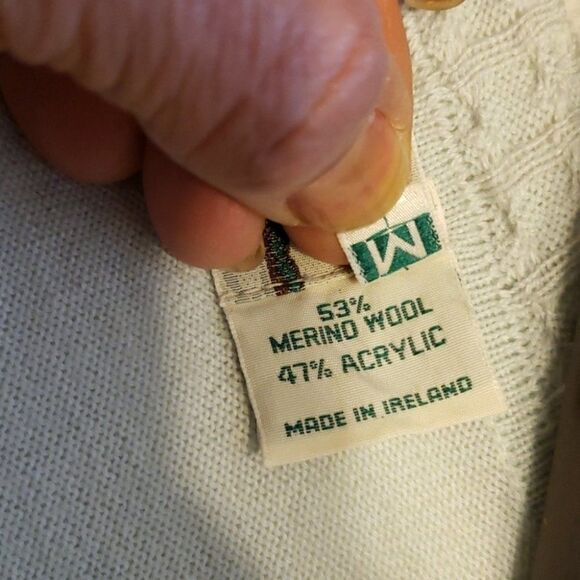 M
53%
MERINO WOOL
47% ACRYLIC
MADE IN IRELAND